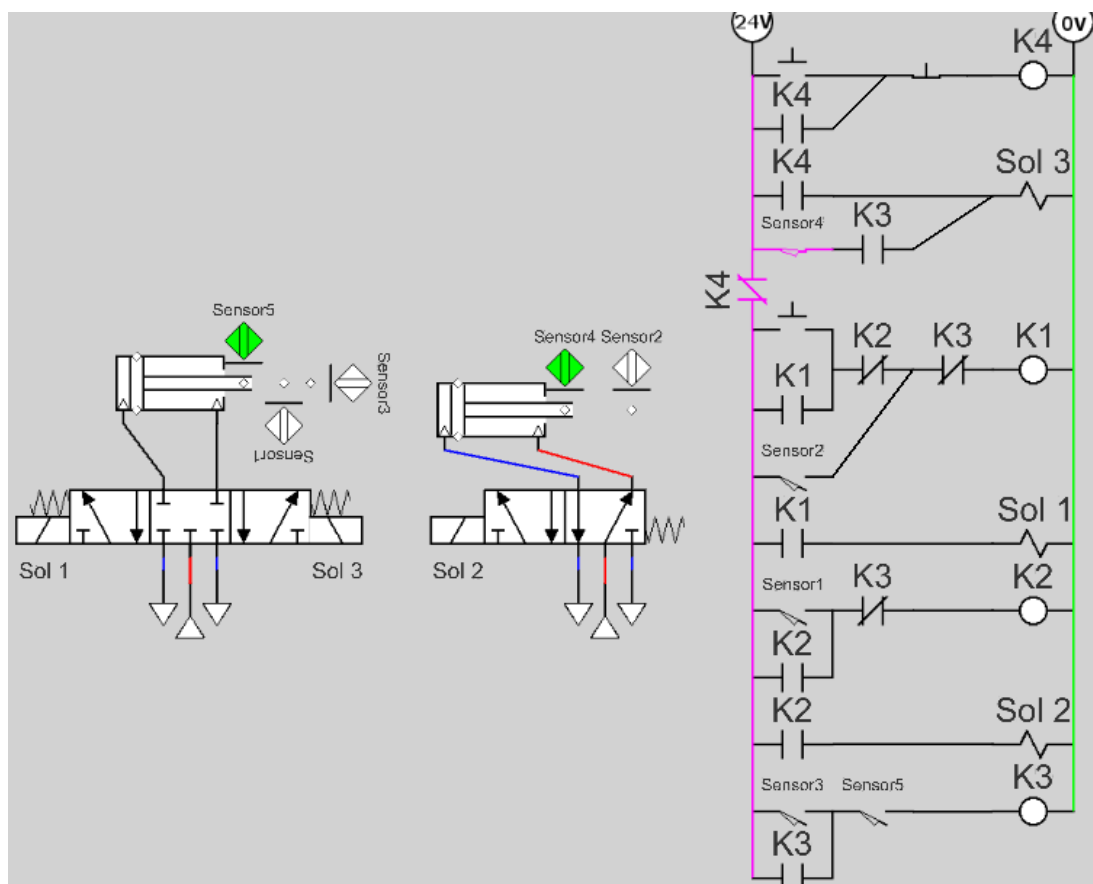 24V
0V
K4
K4
K4
Sol 3
Sensor4
K3
K4
K2
K3
K1
K1
Sensor2
K1
Sol 1
Sensor1
K3
K2
K2
K2
Sol 2
Sensor3
Sensor5
K3
K3
Sensor5
Sensor3
Sensor1
Sol 1
Sol 3
Sensor4
Sensor2
Sol 2